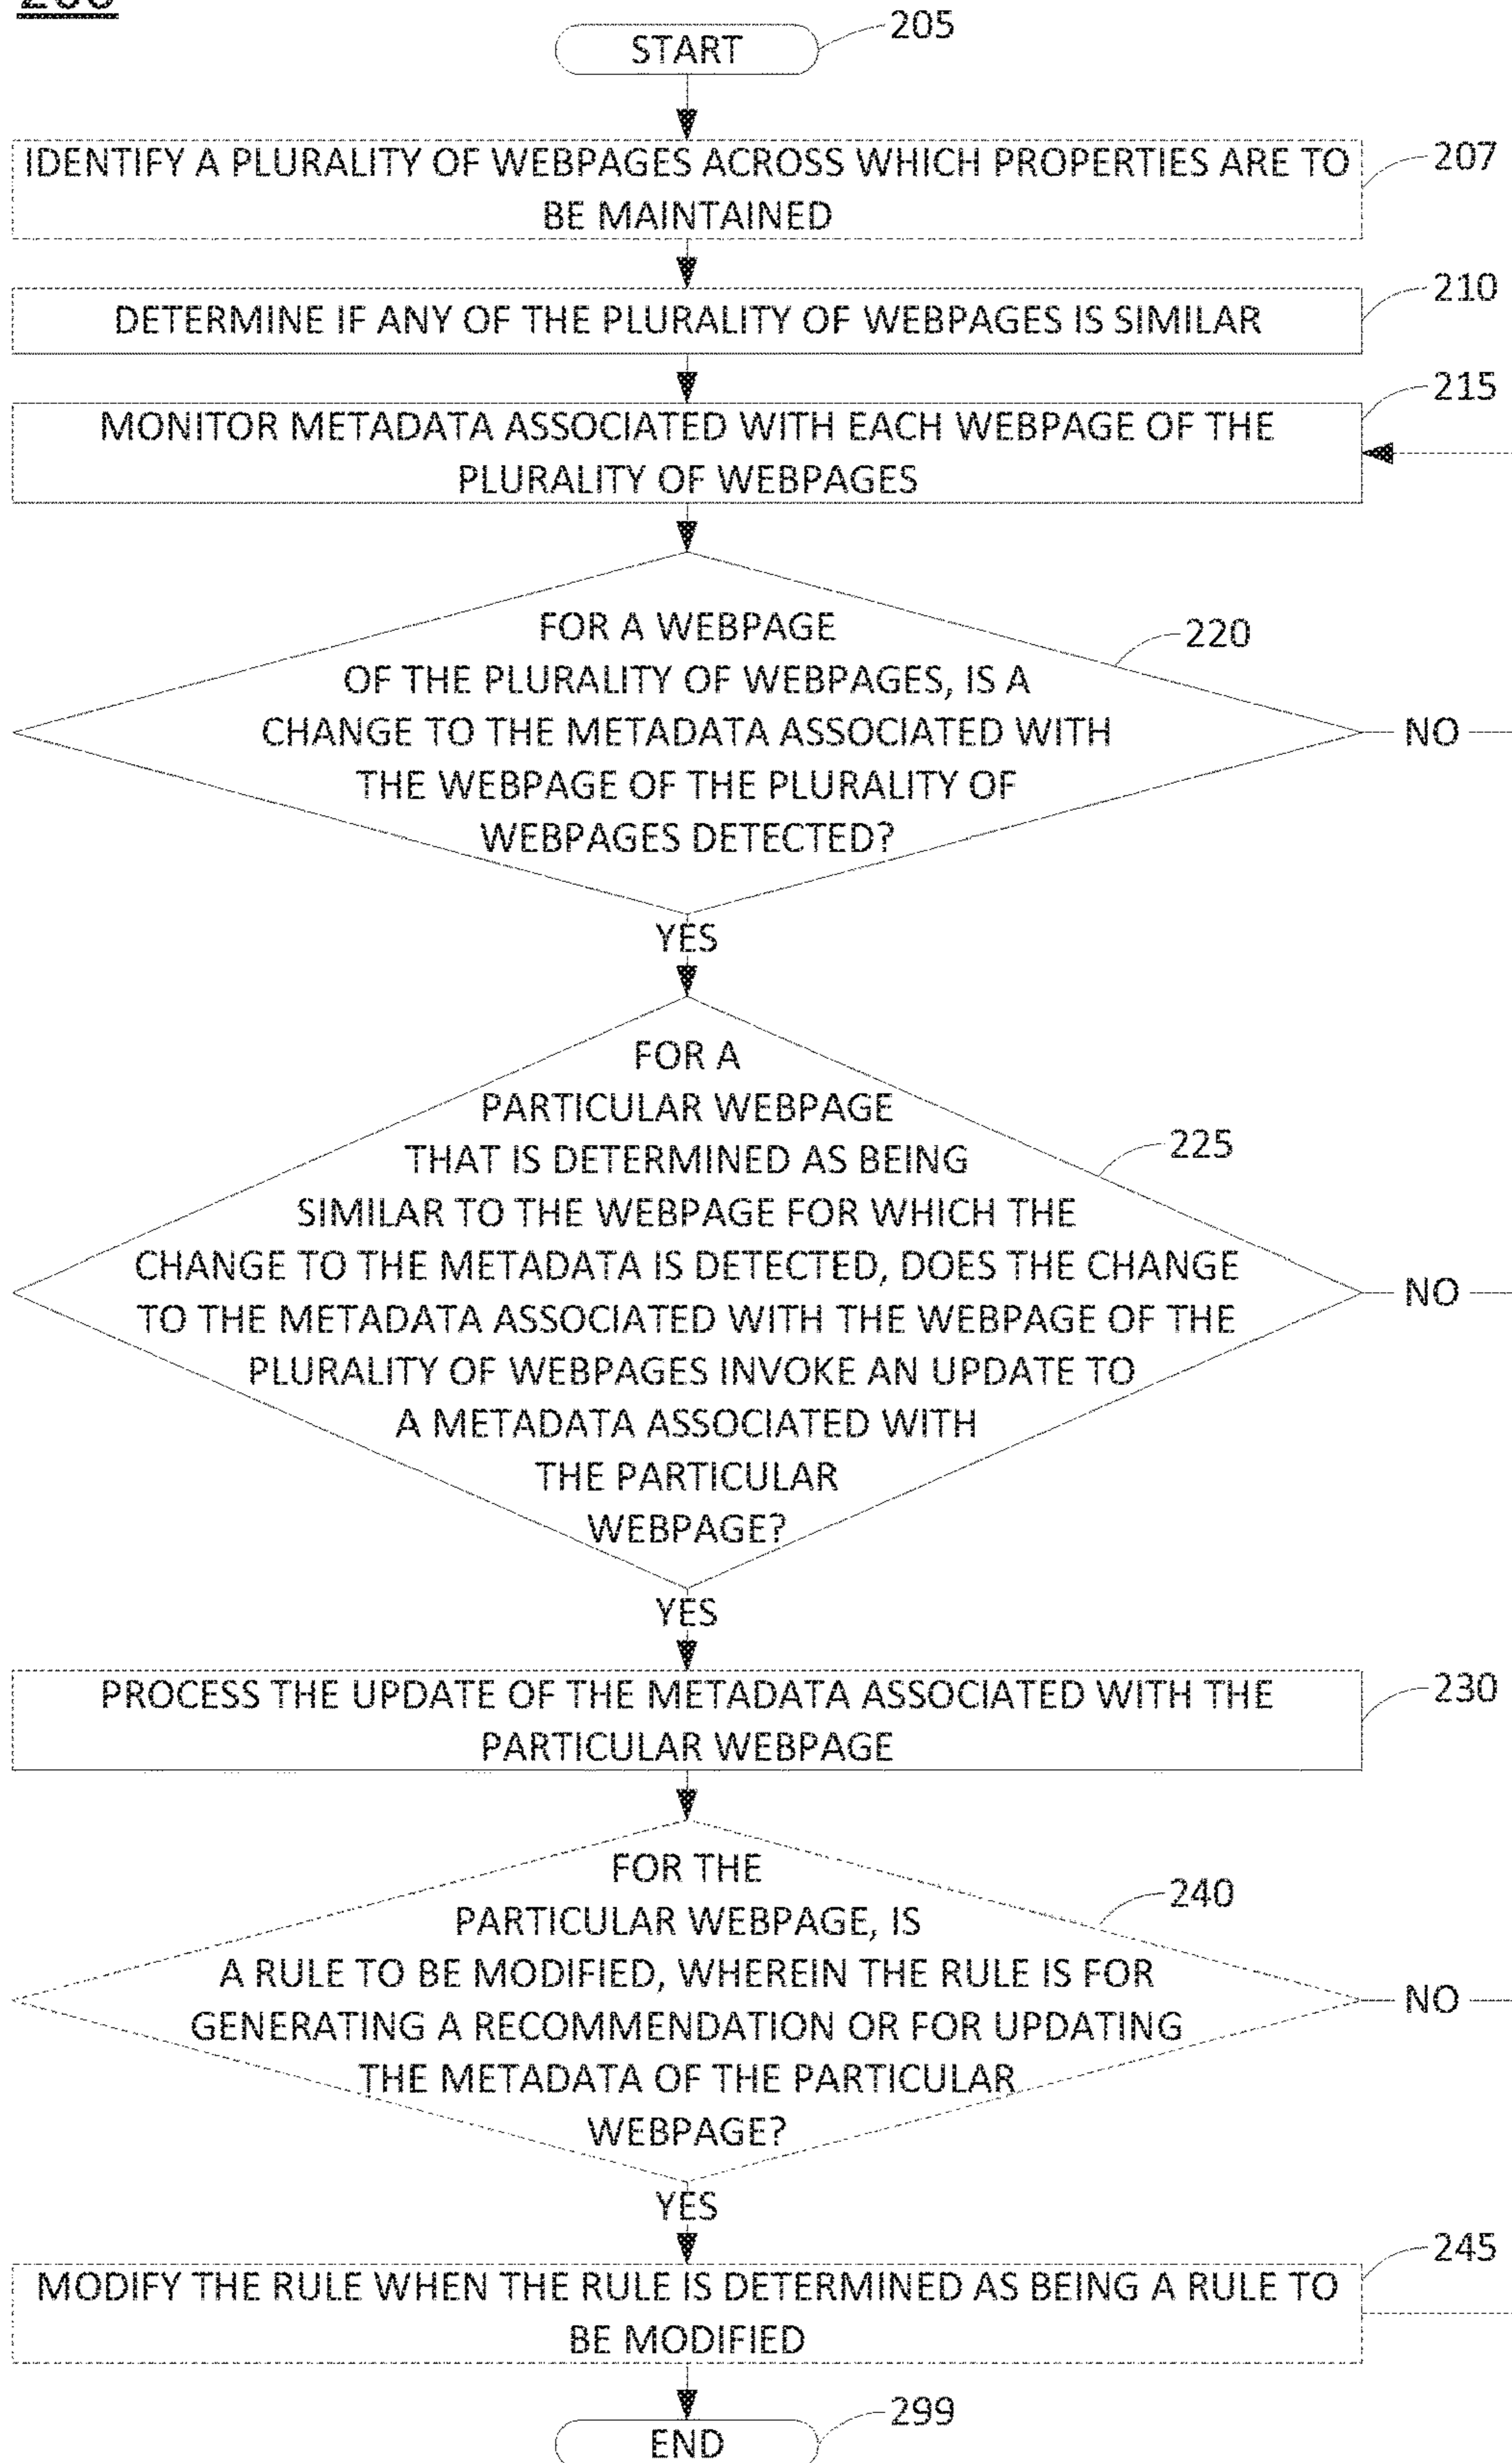 START
205
IDENTIFY A PLURALITY OF WEBPAGES ACROSS WHICH PROPERTIES ARE TO
BE MAINTAINED
207
DETERMINE IF ANY OF THE PLURALITY OF WEBPAGES IS SIMILAR
210
MONITOR METADATA ASSOCIATED WITH EACH WEBPAGE OF THE
PLURALITY OF WEBPAGES
215
FOR A WEBPAGE
OF THE PLURALITY OF WEBPAGES, IS A
CHANGE TO THE METADATA ASSOCIATED WITH
THE WEBPAGE OF THE PLURALITY OF
WEBPAGES DETECTED?
220
NO
YES
FOR A
PARTICULAR WEBPAGE
THAT IS DETERMINED AS BEING
SIMILAR TO THE WEBPAGE FOR WHICH THE
CHANGE TO THE METADATA IS DETECTED, DOES THE CHANGE
TO THE METADATA ASSOCIATED WITH THE WEBPAGE OF THE
PLURALITY OF WEBPAGES INVOKE AN UPDATE TO
A METADATA ASSOCIATED WITH
THE PARTICULAR
WEBPAGE?
225
NO
YES
PROCESS THE UPDATE OF THE METADATA ASSOCIATED WITH THE
PARTICULAR WEBPAGE
230
FOR THE
PARTICULAR WEBPAGE, IS
A RULE TO BE MODIFIED, WHEREIN THE RULE IS FOR
GENERATING A RECOMMENDATION OR FOR UPDATING
THE METADATA OF THE PARTICULAR
WEBPAGE?
240
NO
YES
MODIFY THE RULE WHEN THE RULE IS DETERMINED AS BEING A RULE TO
BE MODIFIED
245
END
299